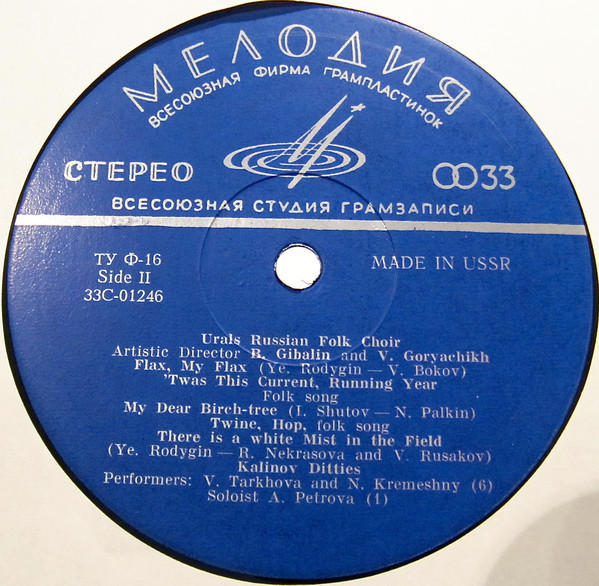 МЕЛОДИЯ
ВСЕСОЮЗНАЯ ФИРМА ГРАМПЛАСТИНОК
СТЕРЕО
33
ВСЕСОЮЗНАЯ СТУДИЯ ГРАМЗАПИСИ
ТУ Ф-16
MADE IN USSR
Side II
33С-01246
Urals Russian Folk Choir
Artistic Director B. Gibalin and V. Goryachikh
Flax, My Flax (Ye. Rodygin — V. Bokov)
'Twas This Current, Running Year
Folk song
My Dear Birch-tree (I. Shutov — N. Palkin)
Twine, Hop, folk song
There is a white Mist in the Field
(Ye. Rodygin — R. Nekrasova and V. Rusakov)
Kalinov Ditties
Performers: V. Tarkhova and N. Kremeshny (6)
Soloist A. Petrova (1)